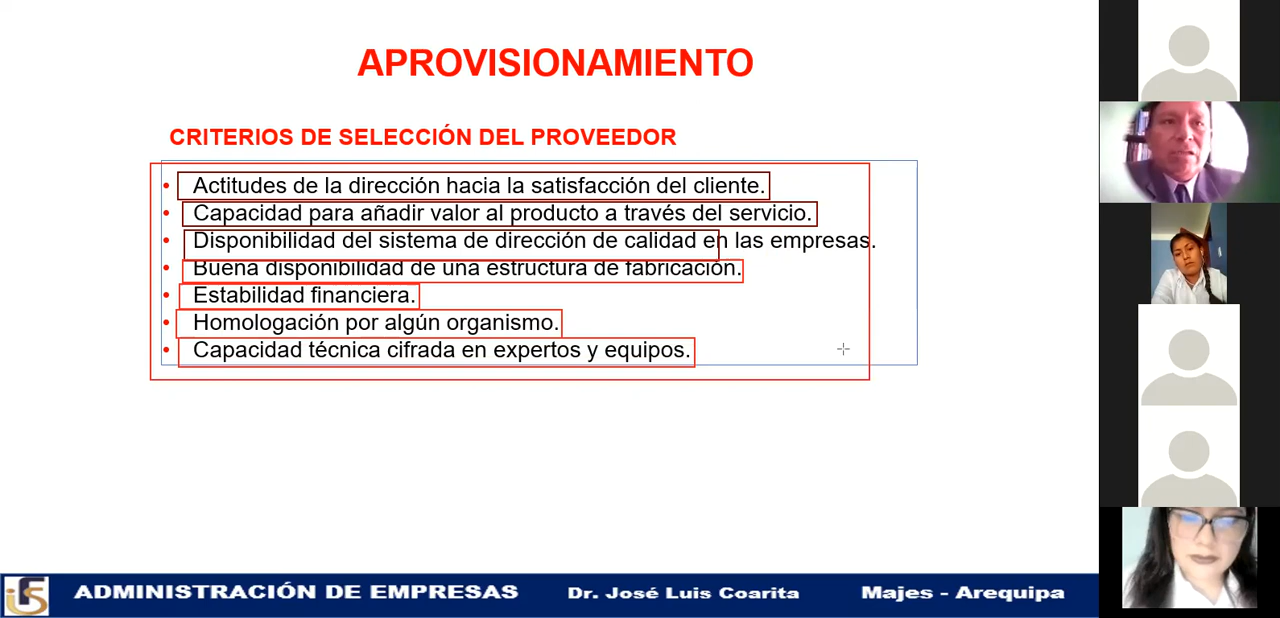 APROVISIONAMIENTO
CRITERIOS DE SELECCIÓN DEL PROVEEDOR
• Actitudes de la dirección hacia la satisfacción del cliente.
• Capacidad para añadir valor al producto a través del servicio.
• Disponibilidad del sistema de dirección de calidad en las empresas.
• Buena disponibilidad de una estructura de fabricación.
• Estabilidad financiera.
• Homologación por algún organismo.
• Capacidad técnica cifrada en expertos y equipos.
ADMINISTRACIÓN DE EMPRESAS Dr. José Luis Coarita Majes - Arequipa